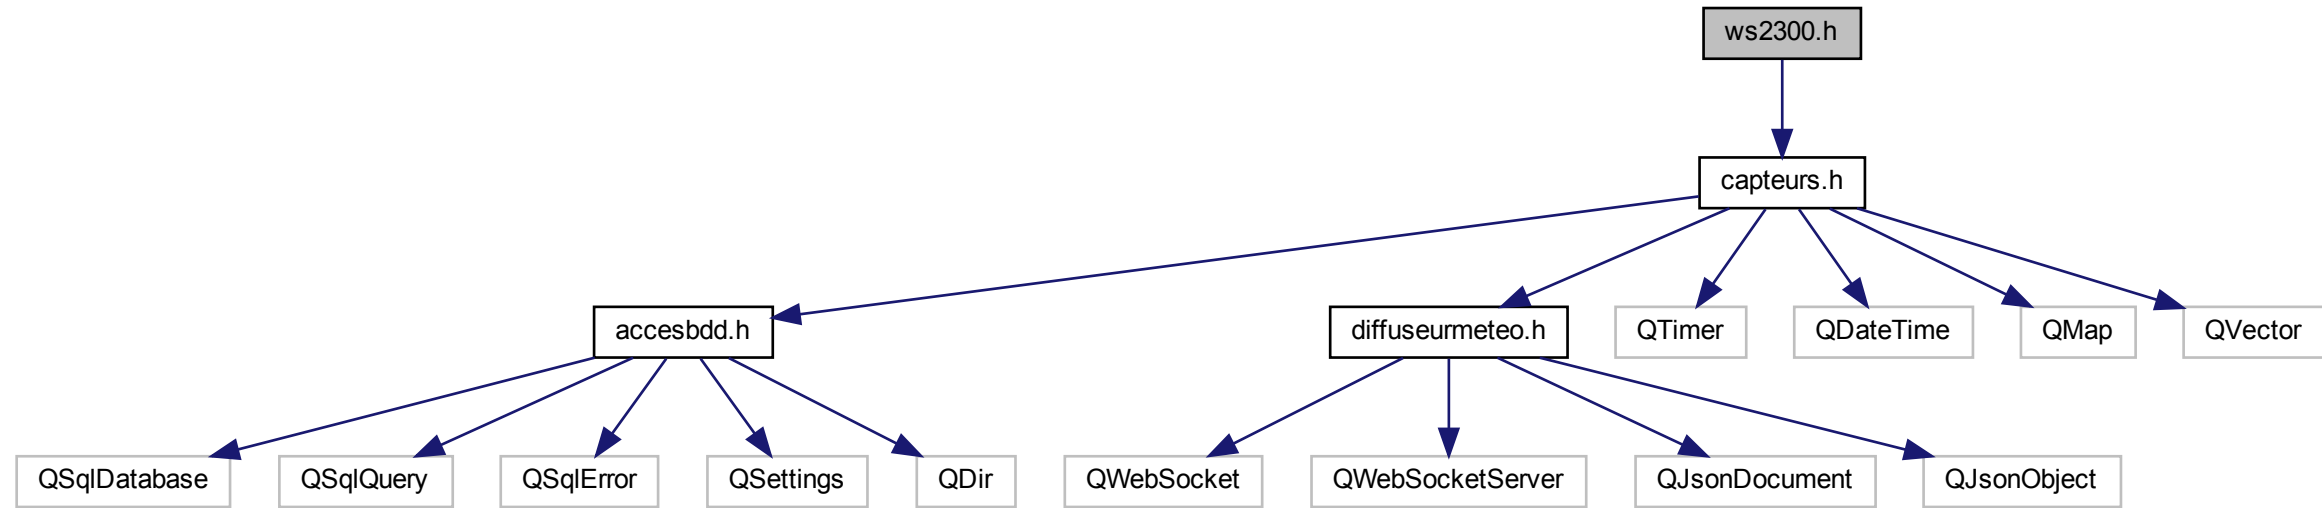 ws2300.h
capteurs.h
accesbdd.h
diffuseurmeteo.h
QTimer
QDateTime
QMap
QVector
QSqlDatabase
QSqlQuery
QSqlError
QSettings
QDir
QWebSocket
QWebSocketServer
QJsonDocument
QJsonObject